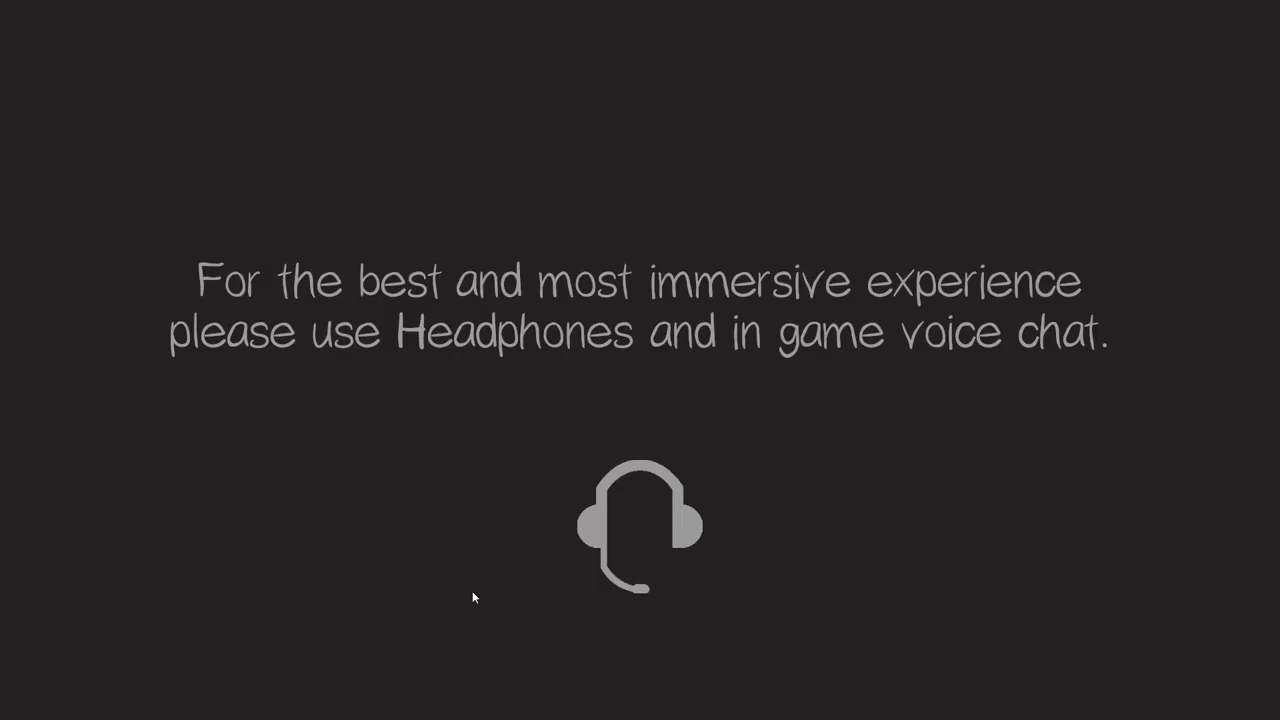 For the best and most immersive experience
please use Headphones and in game voice chat.